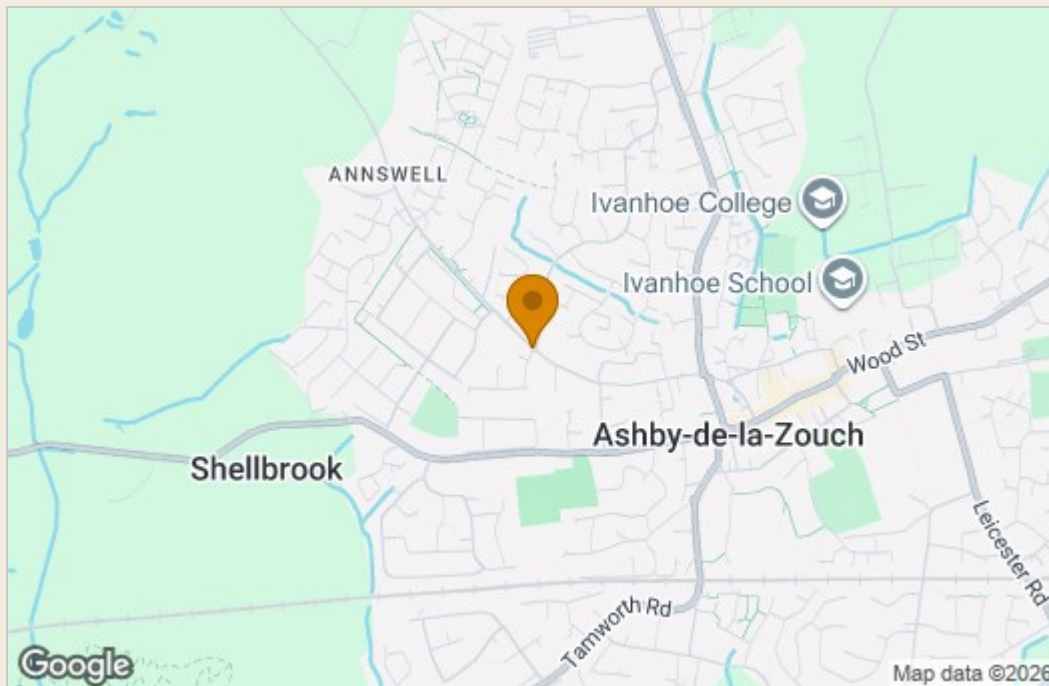 ANNSWELL
Ivanhoe College
Ivanhoe School
Wood St
Ashby-de-la-Zouch
Shellbrook
Leicester Rd
Tamworth Rd
Google
Map data ©2026